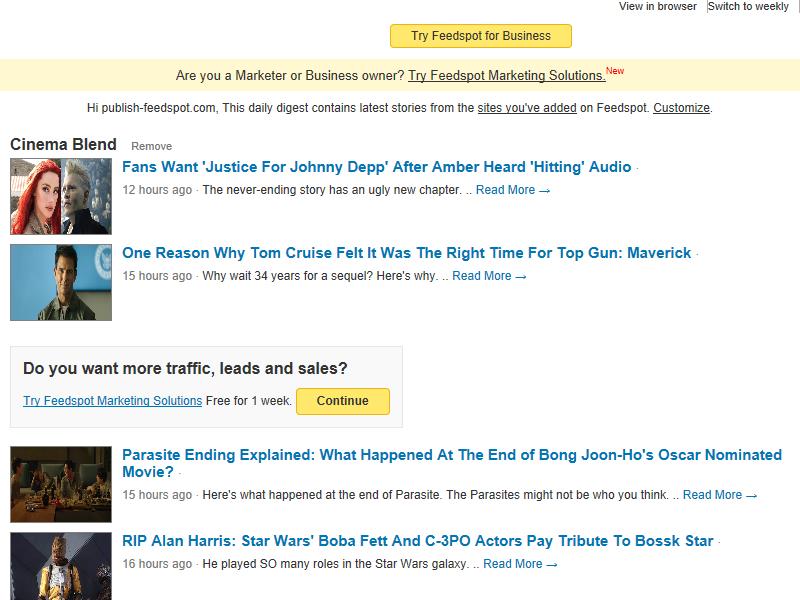 View in browser | Switch to weekly |
Try Feedspot for Business
Are you a Marketer or Business owner? Try Feedspot Marketing Solutions.New
Hi publish-feedspot.com, This daily digest contains latest stories from the sites you've added on Feedspot. Customize.
Cinema Blend Remove
Fans Want 'Justice For Johnny Depp' After Amber Heard 'Hitting' Audio ·
12 hours ago · The never-ending story has an ugly new chapter. .. Read More →
One Reason Why Tom Cruise Felt It Was The Right Time For Top Gun: Maverick ·
15 hours ago · Why wait 34 years for a sequel? Here's why. .. Read More →
Do you want more traffic, leads and sales?
Try Feedspot Marketing Solutions Free for 1 week. Continue
Parasite Ending Explained: What Happened At The End of Bong Joon-Ho's Oscar Nominated
Movie? ·
15 hours ago · Here's what happened at the end of Parasite. The Parasites might not be who you think. .. Read More →
RIP Alan Harris: Star Wars' Boba Fett And C-3PO Actors Pay Tribute To Bossk Star ·
16 hours ago · He played SO many roles in the Star Wars galaxy. .. Read More →